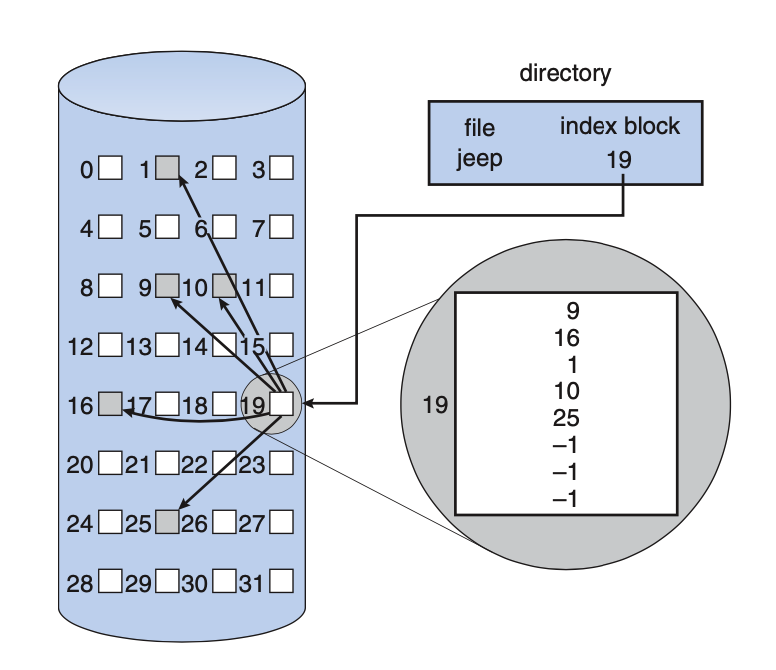 directory
file index block
jeep 19
0 1 2 3
4 5 6 7
8 9 10 11
12 13 14 15
16 17 18 19
20 21 22 23
24 25 26 27
28 29 30 31
19
9
16
1
10
25
–1
–1
–1